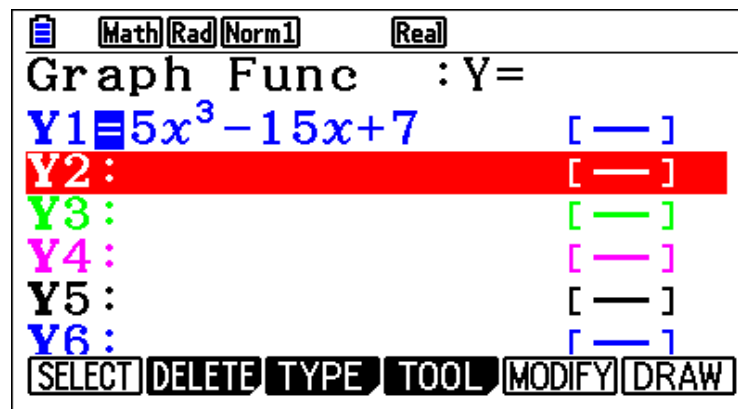 Math Rad Norm1 Real
Graph Func :Y=
Y1=5x³−15x+7 [—]
Y2: [—]
Y3: [—]
Y4: [—]
Y5: [—]
Y6: [—]
SELECT DELETE TYPE TOOL MODIFY DRAW